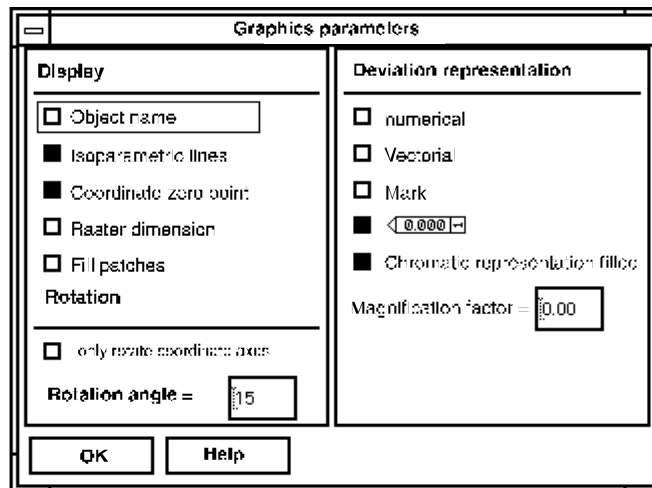 Graphics parameters
Display
Object name
Isoparametric lines
Coordinate zero point
Raster dimension
Fill patches
Rotation
only rotate coordinate axes
Rotation angle = 15
Deviation representation
numerical
Vectorial
Mark
0.000
Chromatic representation filled
Magnification factor = 0.00
OK
Help